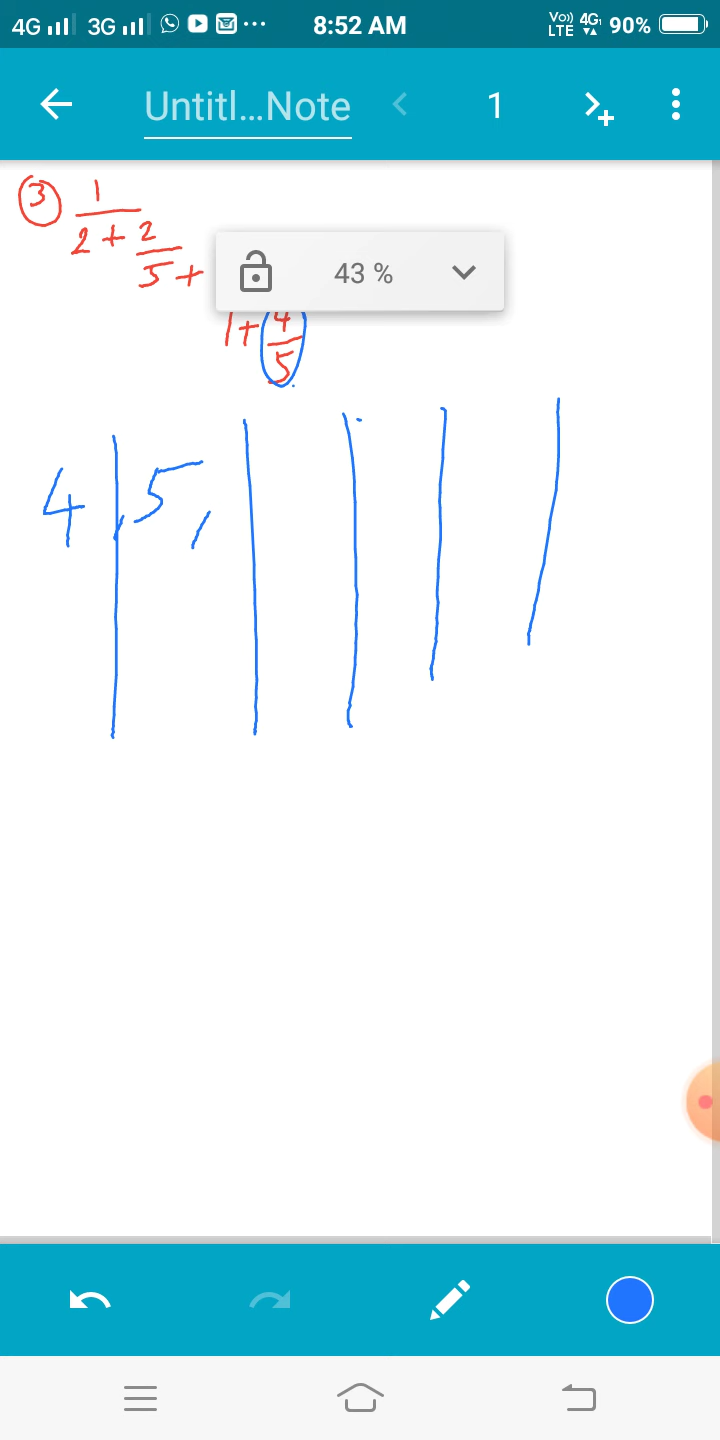 4G 3G ... 8:52 AM Vo)) LTE 4G 90%
Untitl...Note 1
3 1
2 + 2
5 +
43 %
1 + 4
5
4, 5,